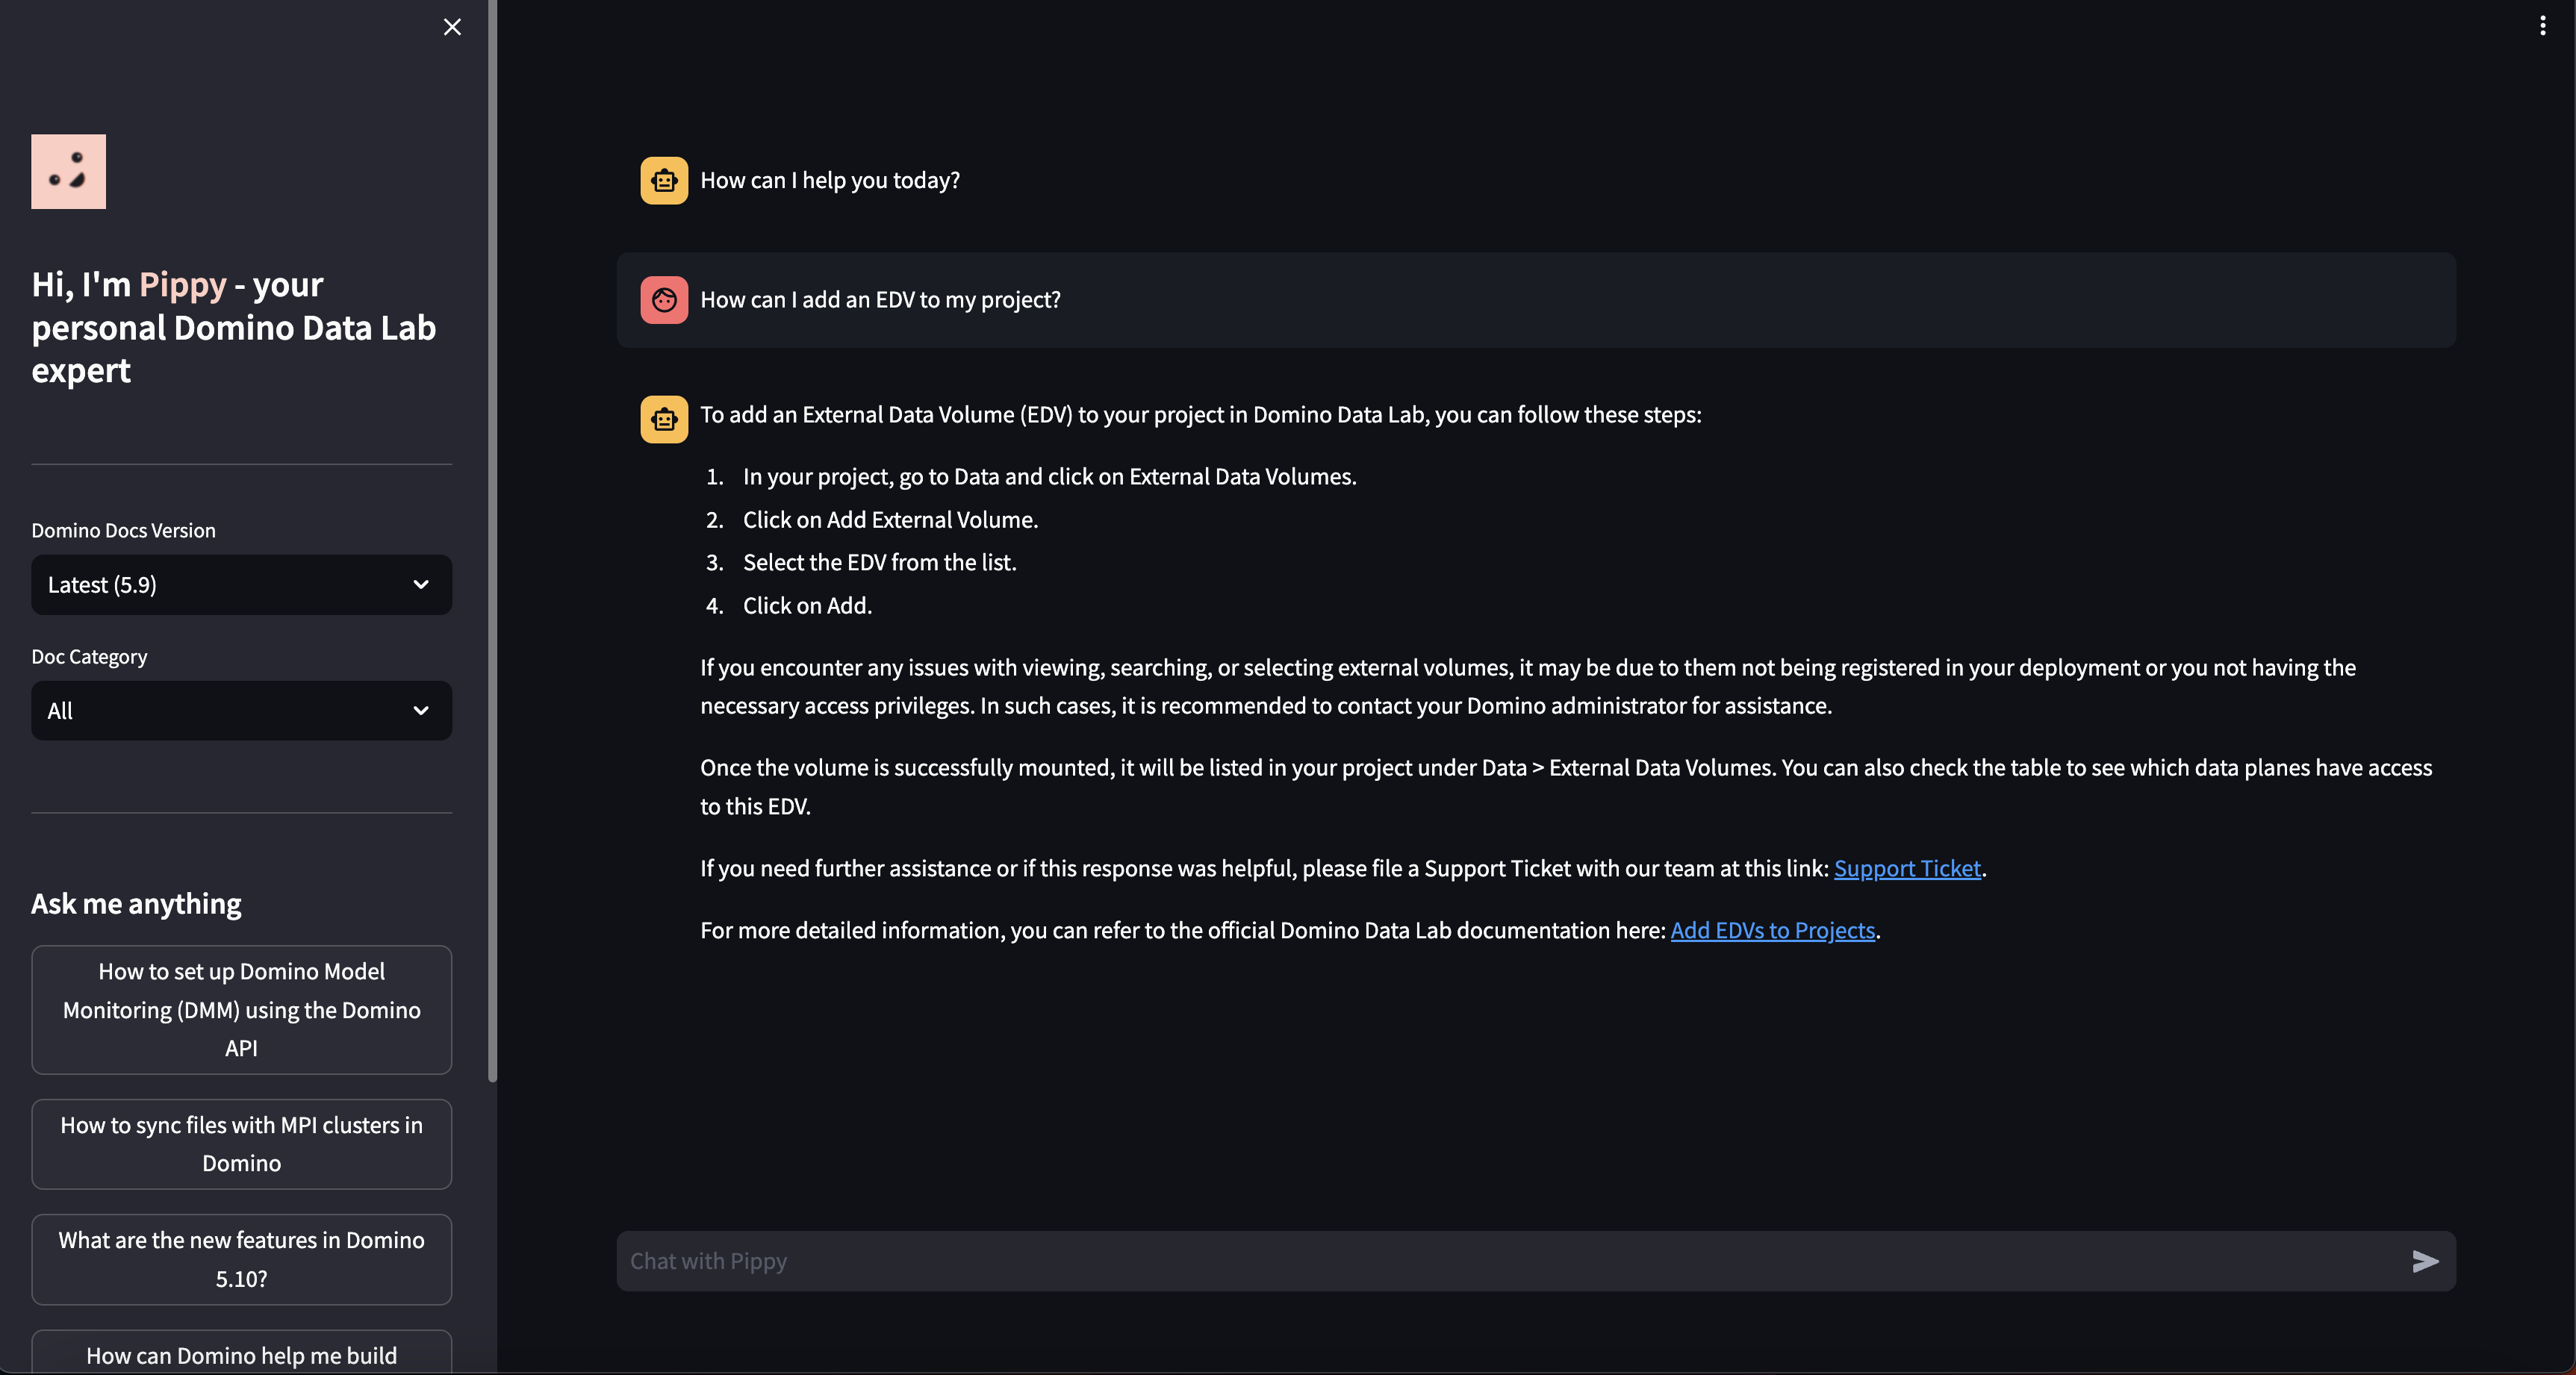 Hi, I'm Pippy - your
personal Domino Data Lab
expert
Domino Docs Version
Latest (5.9)
Doc Category
All
Ask me anything
How to set up Domino Model
Monitoring (DMM) using the Domino
API
How to sync files with MPI clusters in
Domino
What are the new features in Domino
5.10?
How can Domino help me build
How can I help you today?
How can I add an EDV to my project?
To add an External Data Volume (EDV) to your project in Domino Data Lab, you can follow these steps:
1. In your project, go to Data and click on External Data Volumes.
2. Click on Add External Volume.
3. Select the EDV from the list.
4. Click on Add.
If you encounter any issues with viewing, searching, or selecting external volumes, it may be due to them not being registered in your deployment or you not having the
necessary access privileges. In such cases, it is recommended to contact your Domino administrator for assistance.
Once the volume is successfully mounted, it will be listed in your project under Data > External Data Volumes. You can also check the table to see which data planes have access
to this EDV.
If you need further assistance or if this response was helpful, please file a Support Ticket with our team at this link: Support Ticket.
For more detailed information, you can refer to the official Domino Data Lab documentation here: Add EDVs to Projects.
Chat with Pippy